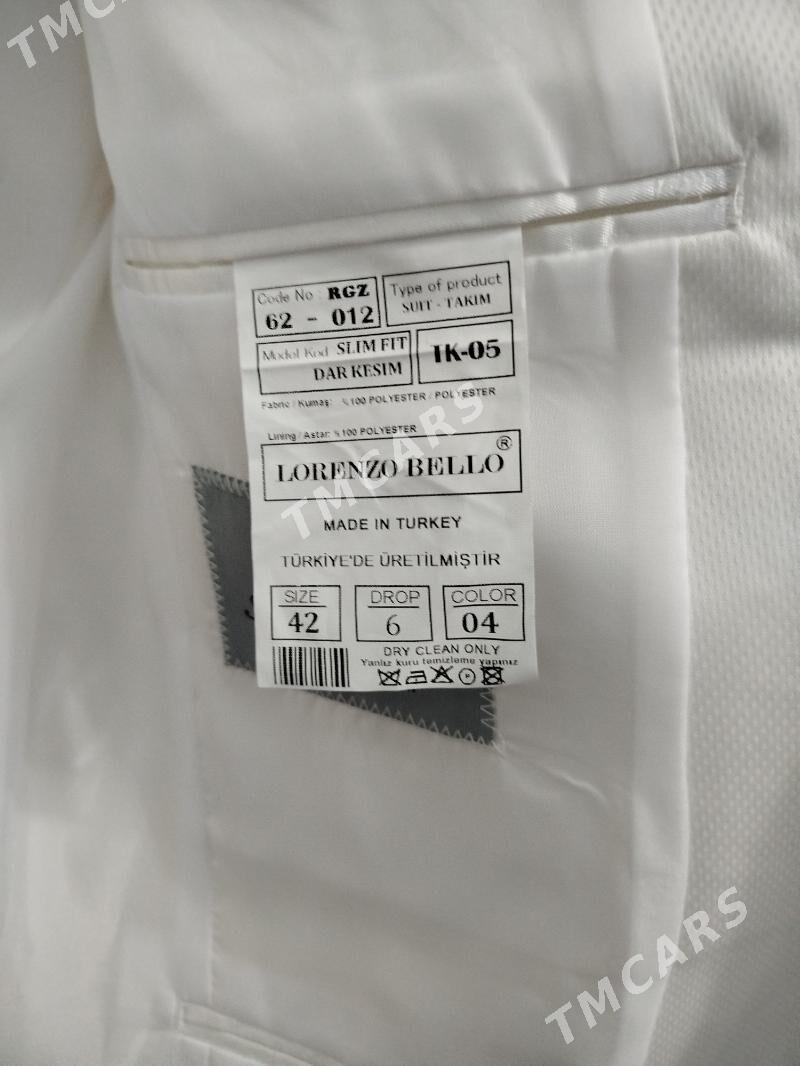 TMCARS
Code No : RGZ
62 - 012
Type of product
SUIT - TAKIM
Model Kod SLIM FIT
DAR KESIM
TK-05
Fabric / Kumaş: %100 POLYESTER / POLYESTER
Lining / Astar: %100 POLYESTER
LORENZO BELLO®
TMCARS
MADE IN TURKEY
TÜRKİYE'DE ÜRETİLMİŞTİR
SIZE
42
DROP
6
COLOR
04
DRY CLEAN ONLY
Yanlız kuru temizleme yapınız
TMCARS